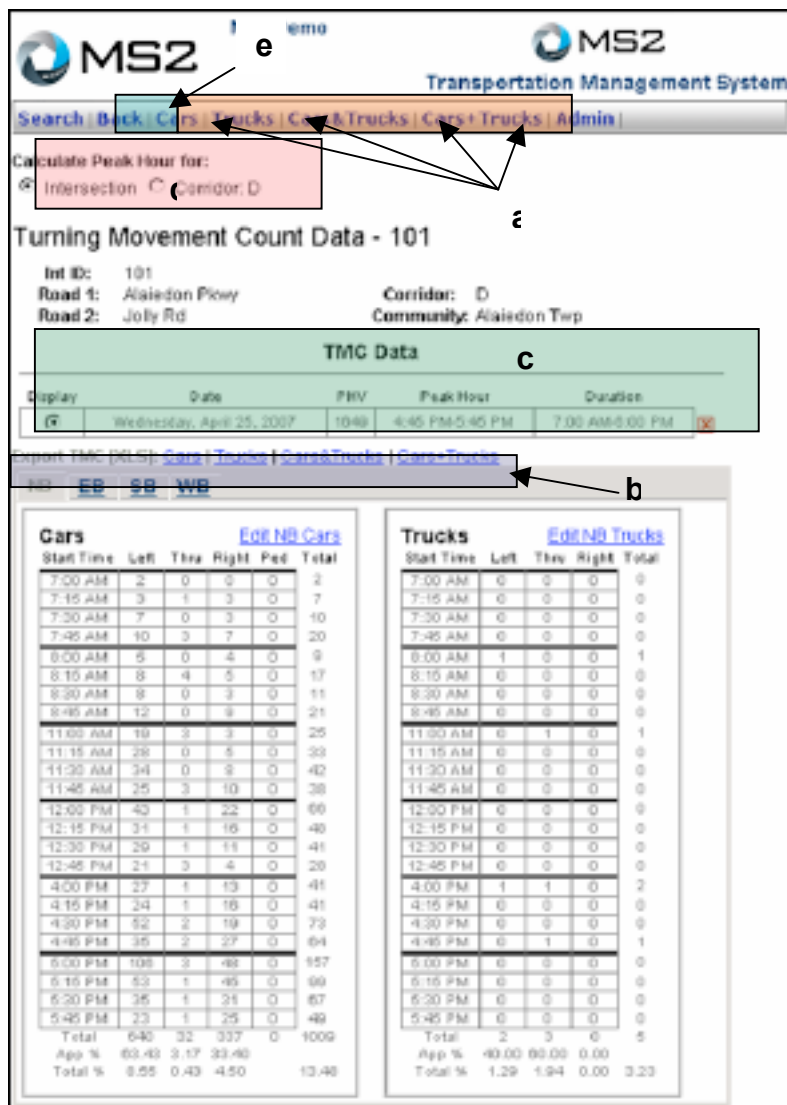 emo
MS2
e
MS2
Transportation Management System
Search | Back | Cars | Trucks | Cars&Trucks | Cars+Trucks | Admin |
Calculate Peak Hour for:
Intersection Corridor: D
a
Turning Movement Count Data - 101
Int ID: 101
Road 1: Alaiedon Pkwy Corridor: D
Road 2: Jolly Rd Community: Alaiedon Twp
TMC Data
c
Display Date PHV Peak Hour Duration
Wednesday, April 25, 2007 1049 4:45 PM-5:45 PM 7:00 AM-6:00 PM
Export TMC [XLS]: Cars | Trucks | Cars&Trucks | Cars+Trucks
b
NB EB SB WB
Cars Edit NB Cars
Start Time Left Thru Right Ped Total
7:00 AM 2 0 0 0 2
7:15 AM 3 1 3 0 7
7:30 AM 7 0 3 0 10
7:45 AM 10 3 7 0 20
8:00 AM 5 0 4 0 9
8:15 AM 8 4 5 0 17
8:30 AM 8 0 3 0 11
8:45 AM 12 0 9 0 21
11:00 AM 19 3 3 0 25
11:15 AM 28 0 5 0 33
11:30 AM 34 0 8 0 42
11:45 AM 25 3 10 0 38
12:00 PM 43 1 22 0 66
12:15 PM 31 1 16 0 48
12:30 PM 29 1 11 0 41
12:45 PM 21 3 4 0 28
4:00 PM 27 1 13 0 41
4:15 PM 24 1 16 0 41
4:30 PM 52 2 19 0 73
4:45 PM 35 2 27 0 64
5:00 PM 106 3 48 0 157
5:15 PM 53 1 45 0 99
5:30 PM 35 1 31 0 67
5:45 PM 23 1 25 0 49
Total 640 32 337 0 1009
App % 63.43 3.17 33.40
Total % 8.55 0.43 4.50 13.48
Trucks Edit NB Trucks
Start Time Left Thru Right Total
7:00 AM 0 0 0 0
7:15 AM 0 0 0 0
7:30 AM 0 0 0 0
7:45 AM 0 0 0 0
8:00 AM 1 0 0 1
8:15 AM 0 0 0 0
8:30 AM 0 0 0 0
8:45 AM 0 0 0 0
11:00 AM 0 1 0 1
11:15 AM 0 0 0 0
11:30 AM 0 0 0 0
11:45 AM 0 0 0 0
12:00 PM 0 0 0 0
12:15 PM 0 0 0 0
12:30 PM 0 0 0 0
12:45 PM 0 0 0 0
4:00 PM 1 1 0 2
4:15 PM 0 0 0 0
4:30 PM 0 0 0 0
4:45 PM 0 1 0 1
5:00 PM 0 0 0 0
5:15 PM 0 0 0 0
5:30 PM 0 0 0 0
5:45 PM 0 0 0 0
Total 2 3 0 5
App % 40.00 60.00 0.00
Total % 1.29 1.94 0.00 3.23